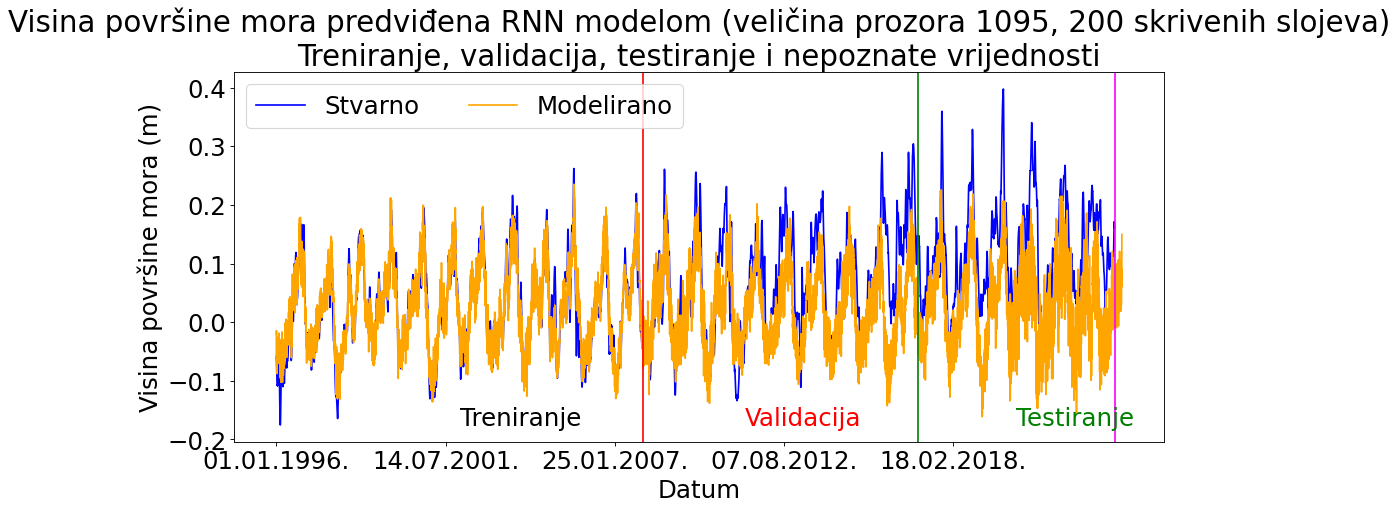 Visina površine mora predviđena RNN modelom (veličina prozora 1095, 200 skrivenih slojeva)
Treniranje, validacija, testiranje i nepoznate vrijednosti
Stvarno
Modelirano
Visina površine mora (m)
0.4
0.3
0.2
0.1
0.0
−0.1
−0.2
Treniranje
Validacija
Testiranje
01.01.1996.
14.07.2001.
25.01.2007.
07.08.2012.
18.02.2018.
Datum